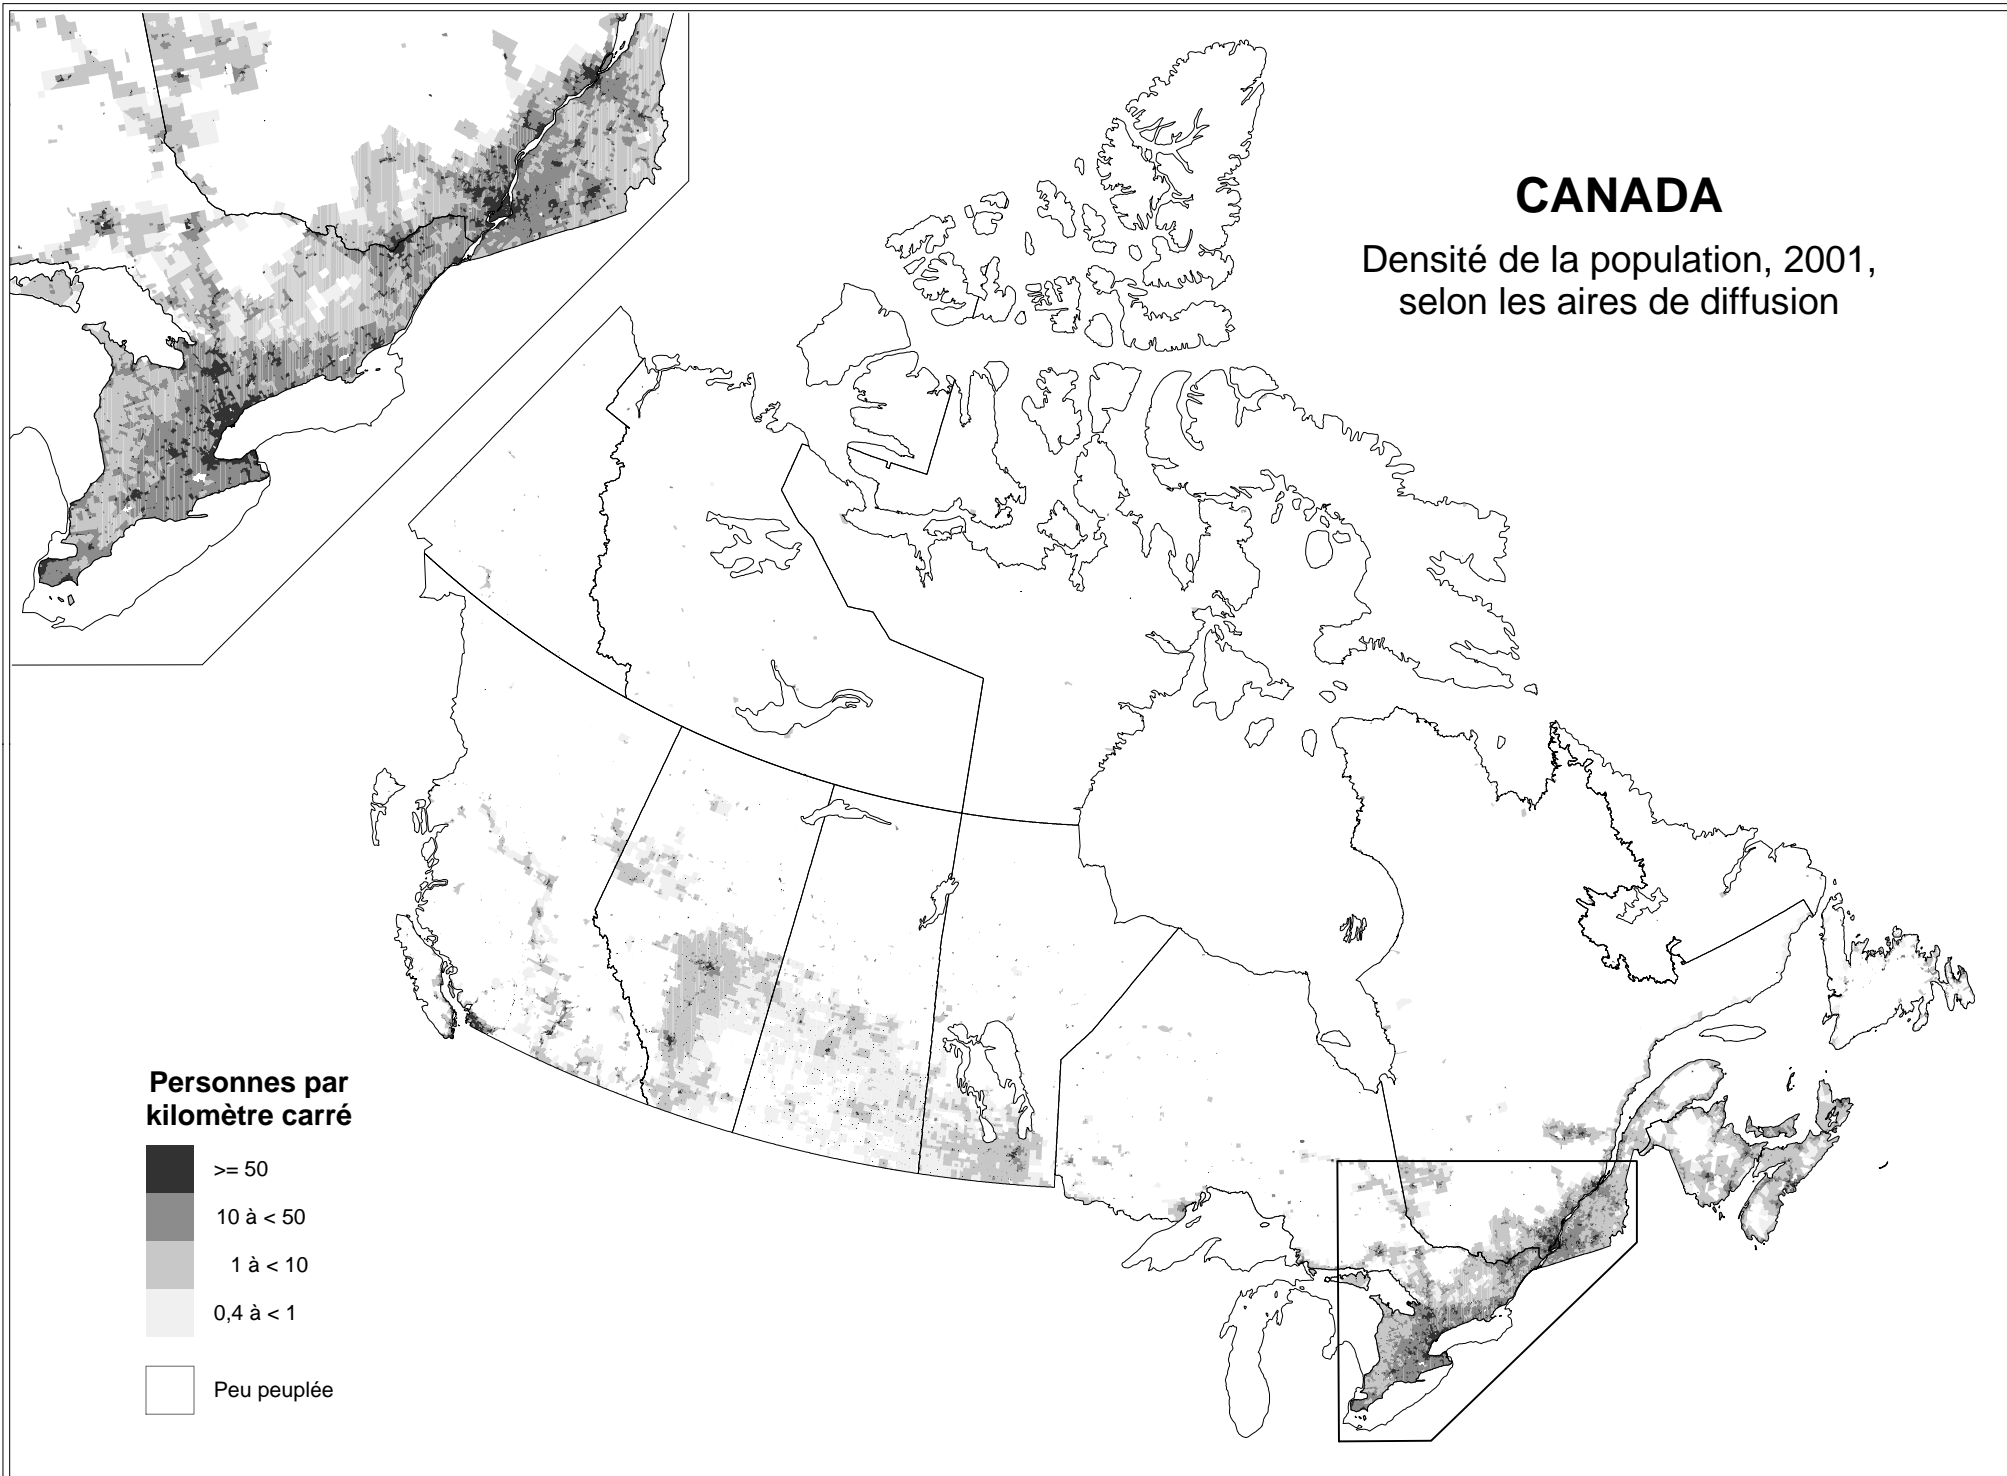 CANADA
Densité de la population, 2001,
selon les aires de diffusion
Personnes par
kilomètre carré
>= 50
10 à < 50
1 à < 10
0,4 à < 1
Peu peuplée